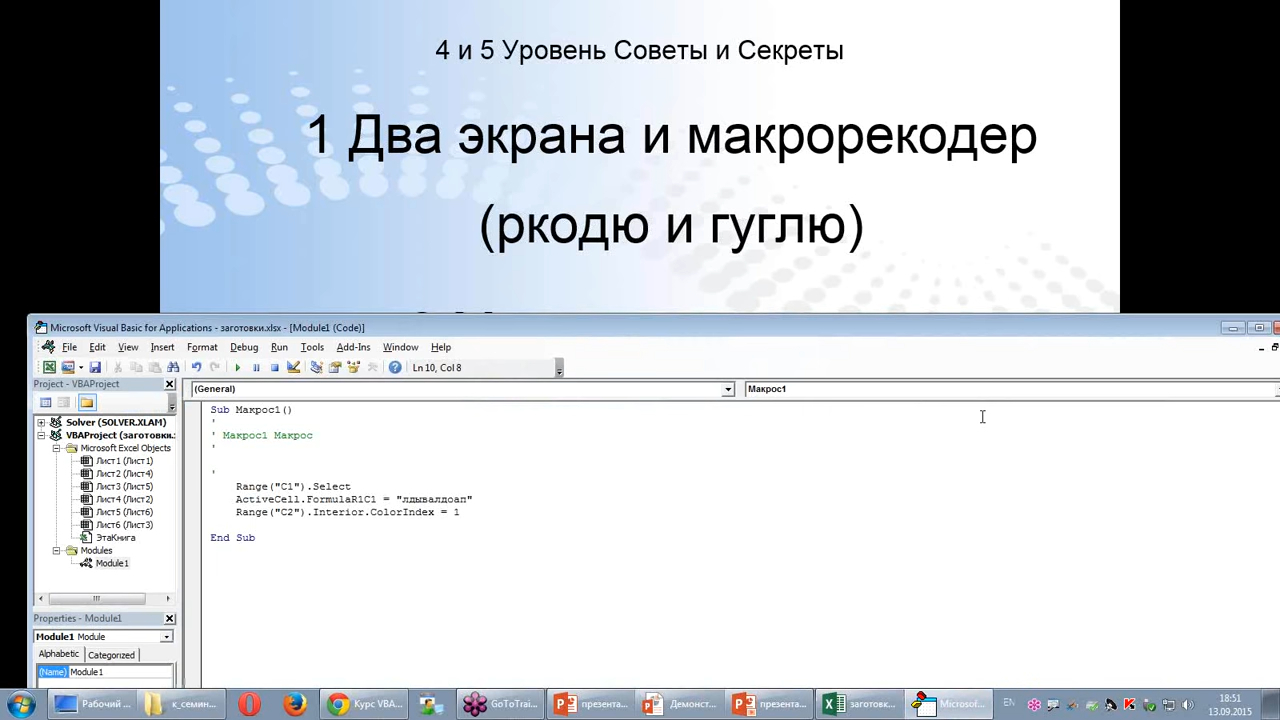 4 и 5 Уровень Советы и Секреты
1 Два экрана и макрорекодер
(ркодю и гуглю)
Microsoft Visual Basic for Applications - заготовки.xlsx - [Module1 (Code)]
File Edit View Insert Format Debug Run Tools Add-Ins Window Help
Ln 10, Col 8
Project - VBAProject
(General)
Макрос1
Solver (SOLVER.XLAM)
VBAProject (заготовки.
Microsoft Excel Objects
Лист1 (Лист1)
Лист2 (Лист4)
Лист3 (Лист5)
Лист4 (Лист2)
Лист5 (Лист6)
Лист6 (Лист3)
ЭтаКнига
Modules
Module1
Sub Макрос1()
'
' Макрос1 Макрос
'
'
Range("C1").Select
ActiveCell.FormulaR1C1 = "лдывалдоап"
Range("C2").Interior.ColorIndex = 1
End Sub
Properties - Module1
Module1 Module
Alphabetic Categorized
(Name) Module1
Рабочий ... к_семин... Курс VBA... GoToTrai... презента... Демонст... презента... заготовк... Microsof... EN
18:51
13.09.2015